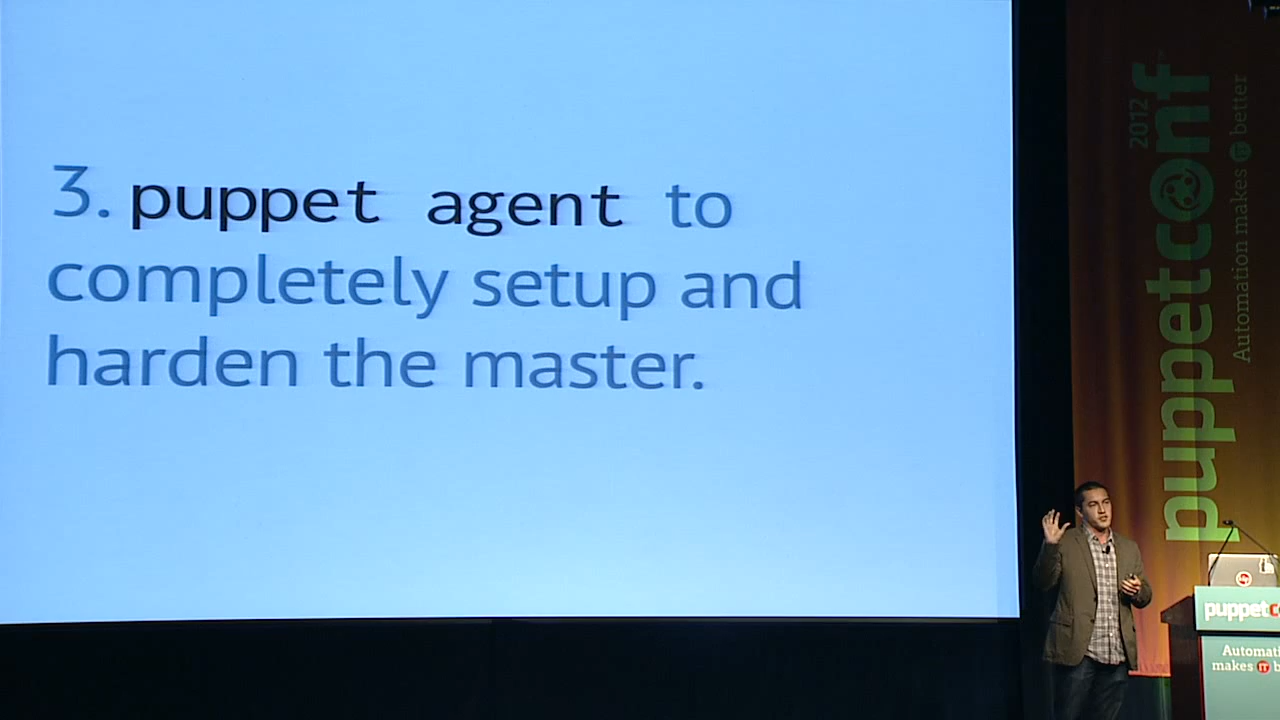 3. puppet agent to
completely setup and
harden the master.
puppetconf
2012
Automation makes IT better
puppetc
Automati
makes IT b